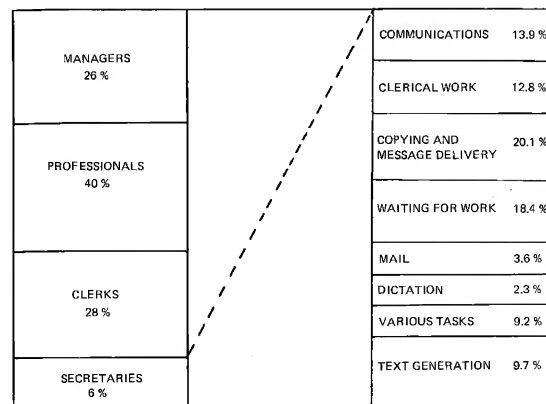 MANAGERS
26 %
PROFESSIONALS
40 %
CLERKS
28 %
SECRETARIES
6 %
COMMUNICATIONS 13.9 %
CLERICAL WORK 12.8 %
COPYING AND
MESSAGE DELIVERY 20.1 %
WAITING FOR WORK 18.4 %
MAIL 3.6 %
DICTATION 2.3 %
VARIOUS TASKS 9.2 %
TEXT GENERATION 9.7 %